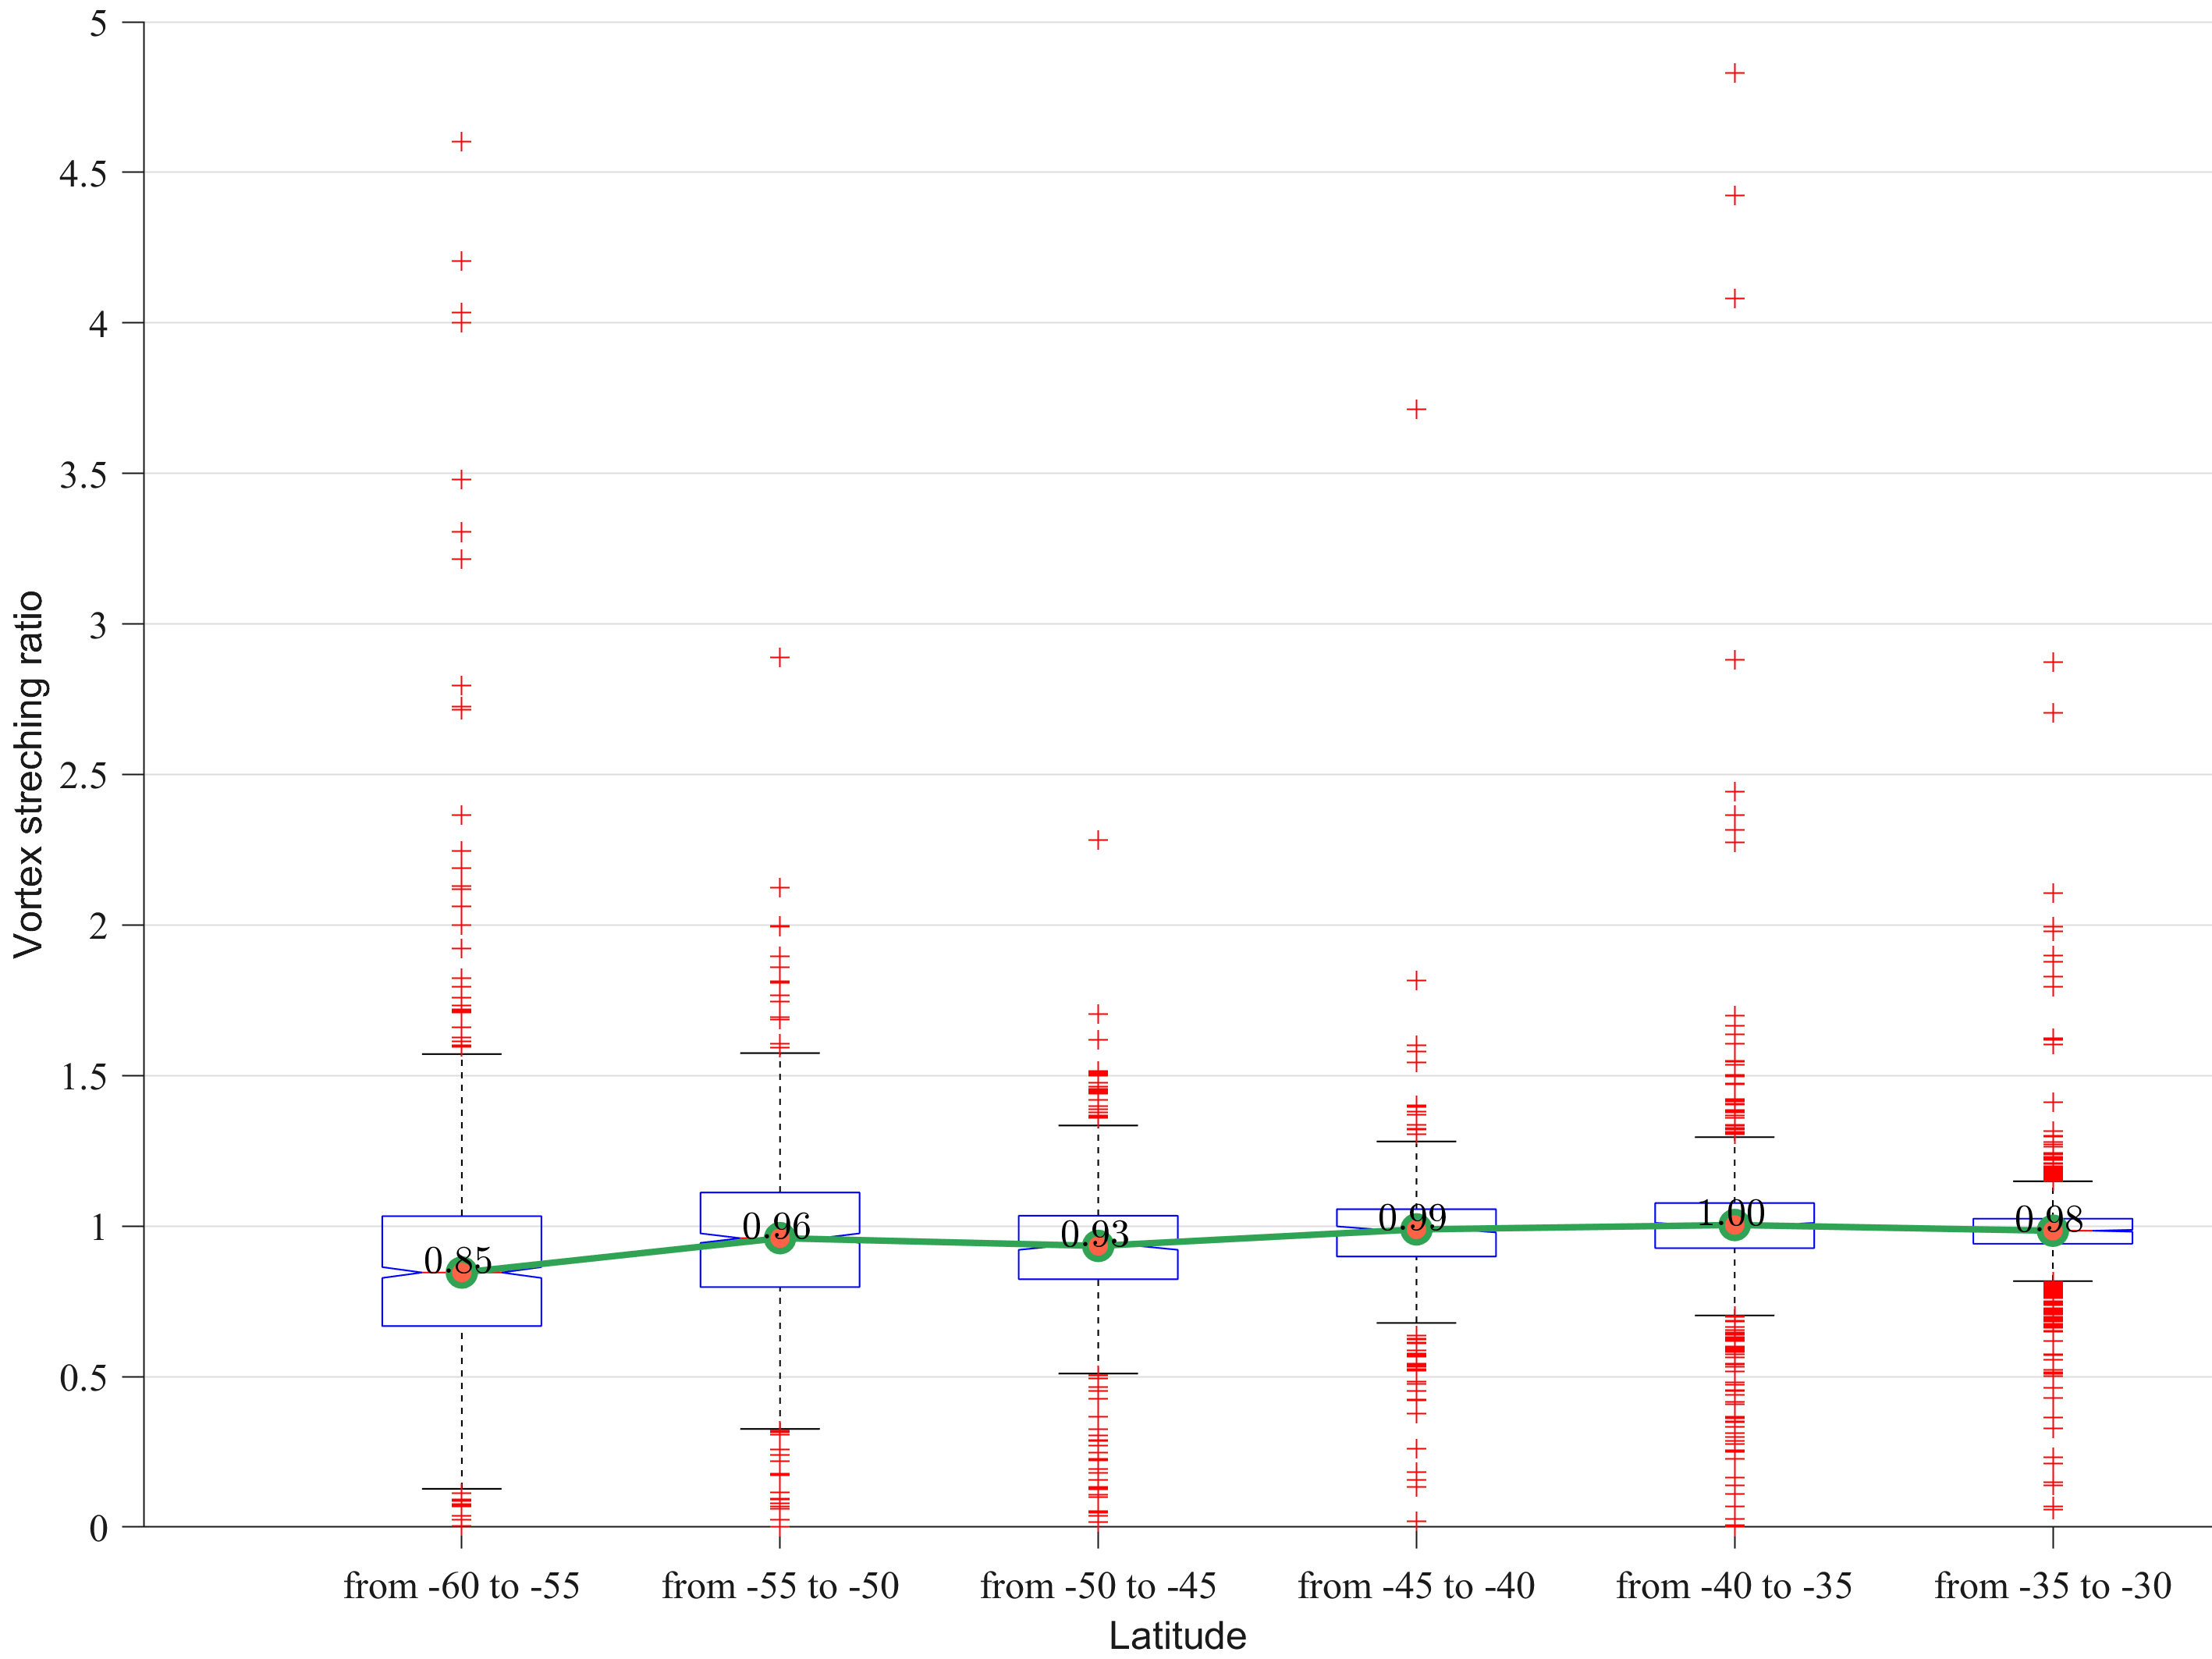 5
4.5
4
3.5
3
2.5
2
1.5
1
0.5
0
Vortex streching ratio
0.85
0.96
0.93
0.99
1.00
0.98
from -60 to -55
from -55 to -50
from -50 to -45
from -45 to -40
from -40 to -35
from -35 to -30
Latitude